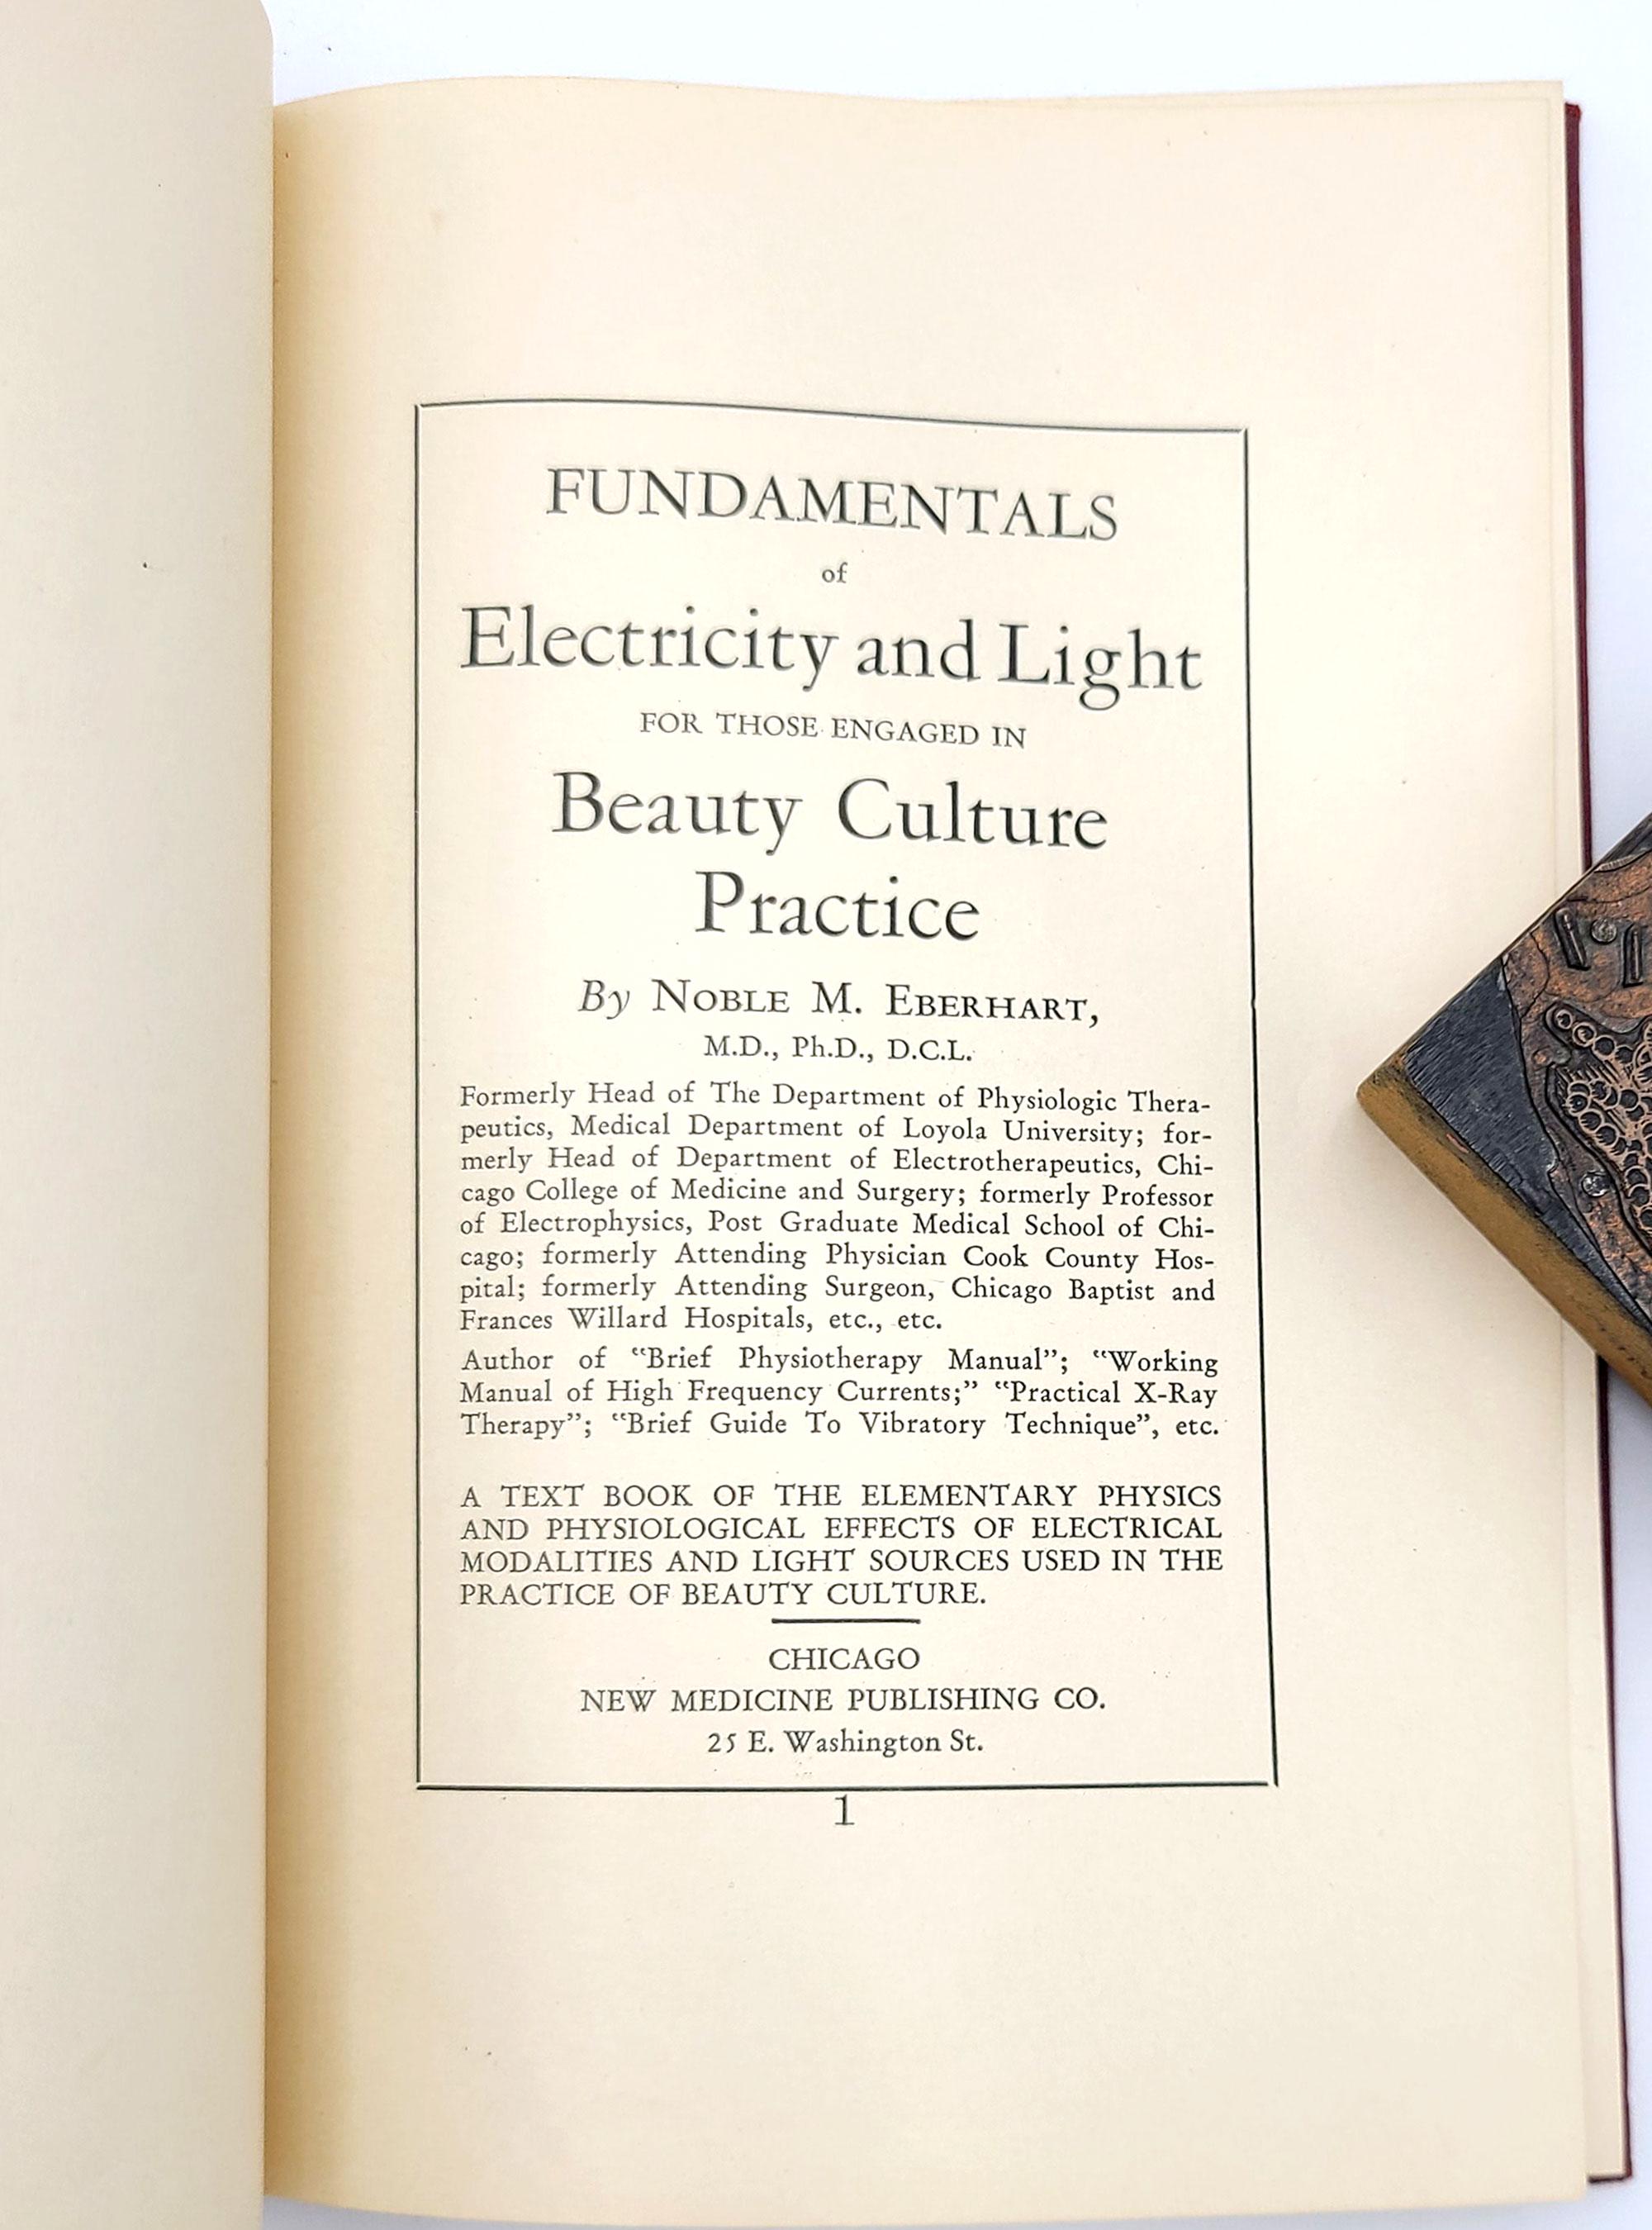 FUNDAMENTALS
of
Electricity and Light
FOR THOSE ENGAGED IN
Beauty Culture
Practice
By NOBLE M. EBERHART,
M.D., Ph.D., D.C.L.
Formerly Head of The Department of Physiologic Thera-
peutics, Medical Department of Loyola University; for-
merly Head of Department of Electrotherapeutics, Chi-
cago College of Medicine and Surgery; formerly Professor
of Electrophysics, Post Graduate Medical School of Chi-
cago; formerly Attending Physician Cook County Hos-
pital; formerly Attending Surgeon, Chicago Baptist and
Frances Willard Hospitals, etc., etc.
Author of “Brief Physiotherapy Manual”; “Working
Manual of High Frequency Currents;” “Practical X-Ray
Therapy”; “Brief Guide To Vibratory Technique”, etc.
A TEXT BOOK OF THE ELEMENTARY PHYSICS
AND PHYSIOLOGICAL EFFECTS OF ELECTRICAL
MODALITIES AND LIGHT SOURCES USED IN THE
PRACTICE OF BEAUTY CULTURE.
CHICAGO
NEW MEDICINE PUBLISHING CO.
25 E. Washington St.
1